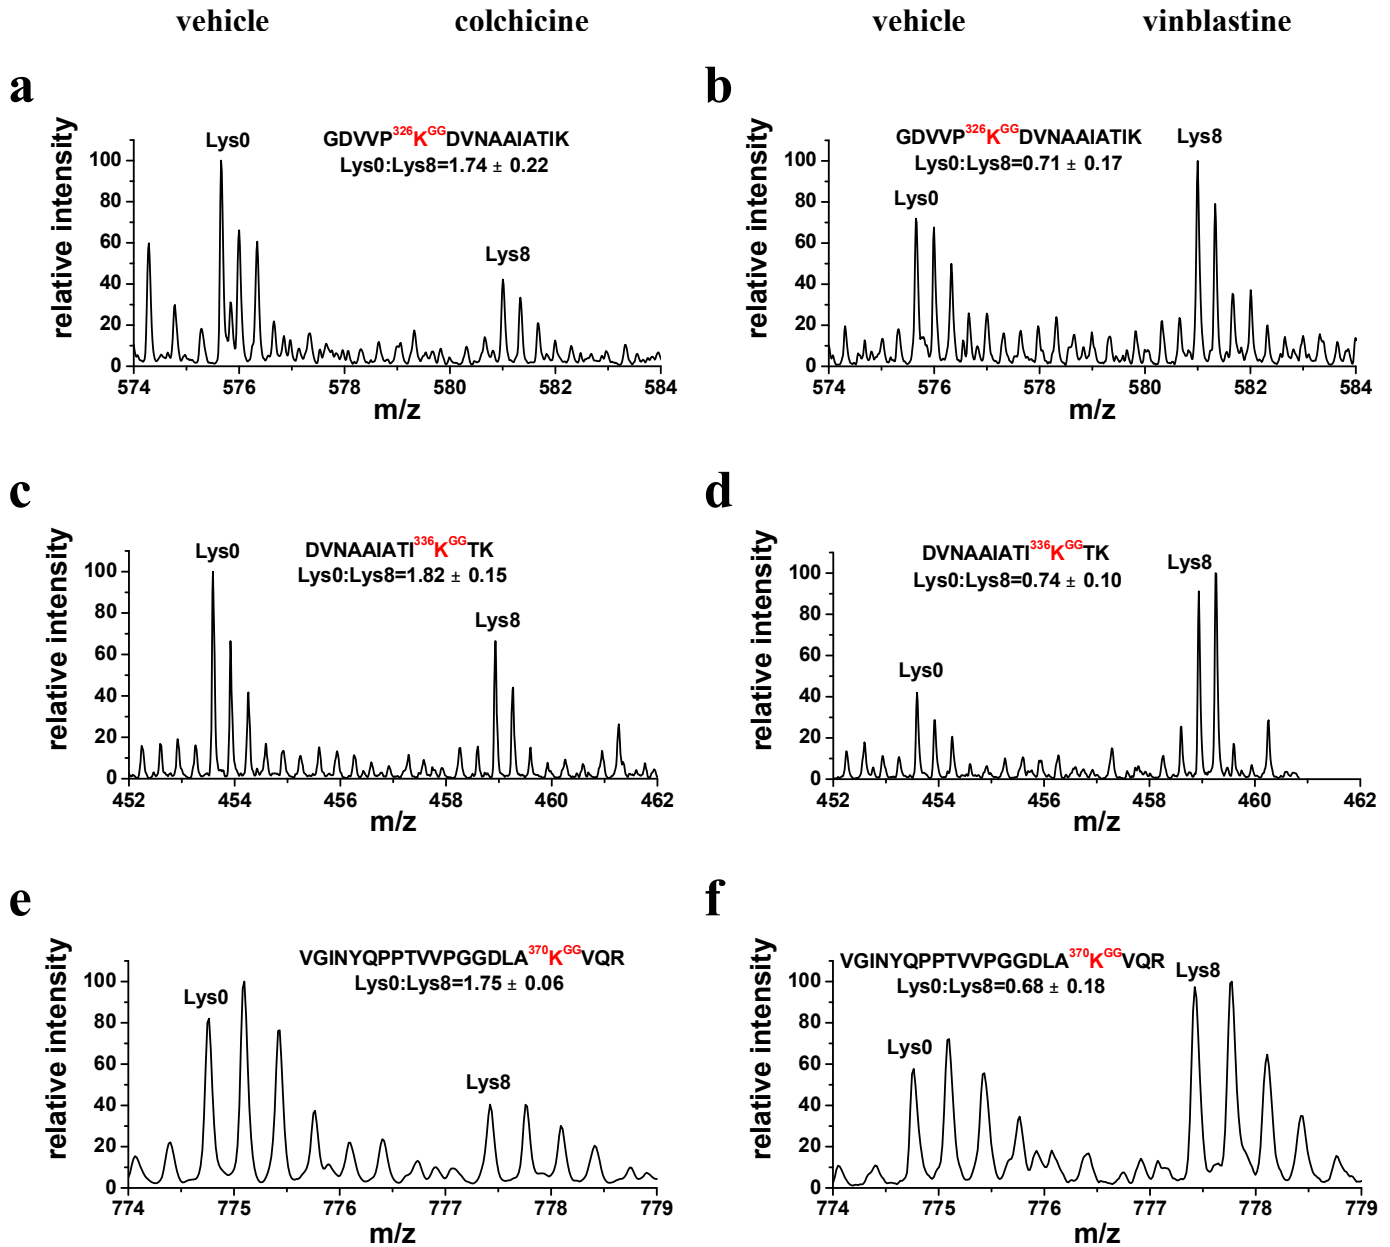 vehicle colchicine vehicle vinblastine
a
relative intensity
Lys0
GDVVP³²⁶KᴳᴳDVNAAIATIK
Lys0:Lys8=1.74 ± 0.22
Lys8
100
80
60
40
20
0
574 576 578 580 582 584
m/z
b
relative intensity
Lys8
GDVVP³²⁶KᴳᴳDVNAAIATIK
Lys0:Lys8=0.71 ± 0.17
Lys0
100
80
60
40
20
0
574 576 578 580 582 584
m/z
c
relative intensity
Lys0
DVNAAIATI³³⁶KᴳᴳTK
Lys0:Lys8=1.82 ± 0.15
Lys8
100
80
60
40
20
0
452 454 456 458 460 462
m/z
d
relative intensity
DVNAAIATI³³⁶KᴳᴳTK
Lys8
Lys0:Lys8=0.74 ± 0.10
Lys0
100
80
60
40
20
0
452 454 456 458 460 462
m/z
e
relative intensity
VGINYQPPTVVPGGDLA³⁷⁰KᴳᴳVQR
Lys0:Lys8=1.75 ± 0.06
Lys0
Lys8
100
80
60
40
20
0
774 775 776 777 778 779
m/z
f
relative intensity
VGINYQPPTVVPGGDLA³⁷⁰KᴳᴳVQR
Lys8
Lys0:Lys8=0.68 ± 0.18
Lys0
100
80
60
40
20
0
774 775 776 777 778 779
m/z